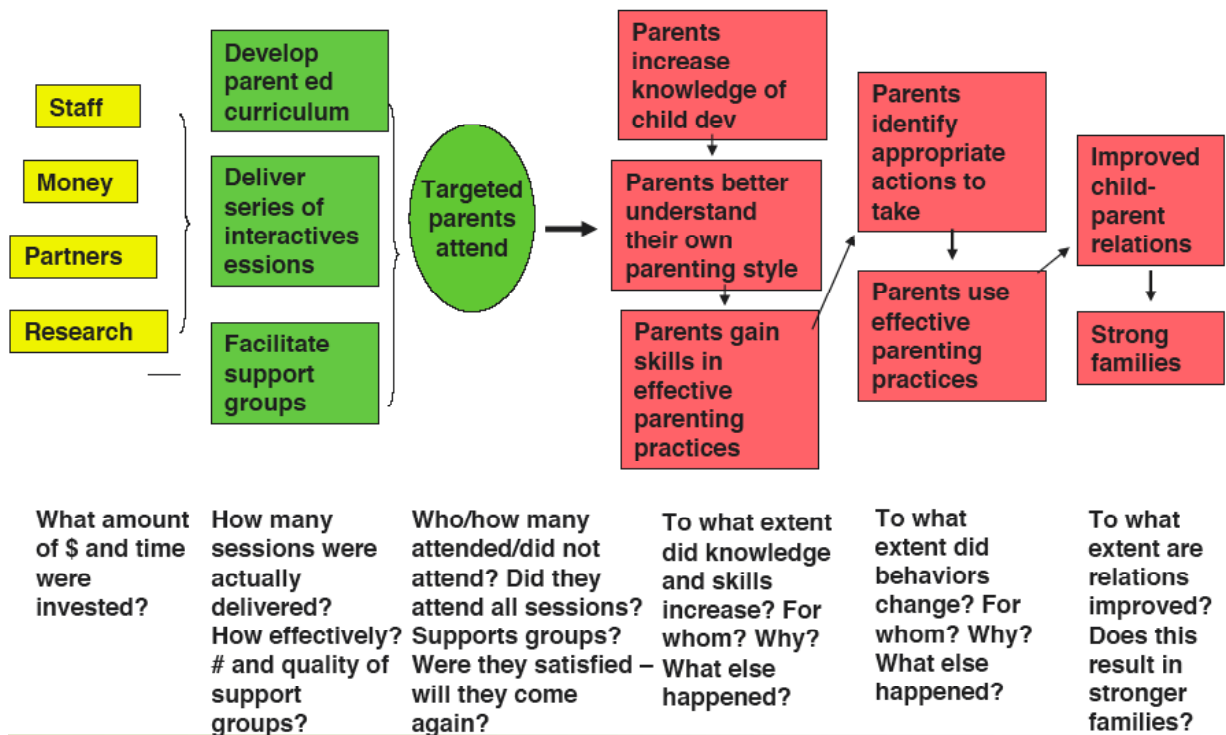 Staff
Money
Partners
Research
Develop
parent ed
curriculum
Deliver
series of
interactives
essions
Facilitate
support
groups
Targeted
parents
attend
Parents
increase
knowledge of
child dev
Parents better
understand
their own
parenting style
Parents gain
skills in
effective
parenting
practices
Parents
identify
appropriate
actions to
take
Parents use
effective
parenting
practices
Improved
child-
parent
relations
Strong
families
What amount
of $ and time
were
invested?
How many
sessions were
actually
delivered?
How effectively?
# and quality of
support
groups?
Who/how many
attended/did not
attend? Did they
attend all sessions?
Supports groups?
Were they satisfied –
will they come
again?
To what extent
did knowledge
and skills
increase? For
whom? Why?
What else
happened?
To what
extent did
behaviors
change? For
whom? Why?
What else
happened?
To what
extent are
relations
improved?
Does this
result in
stronger
families?